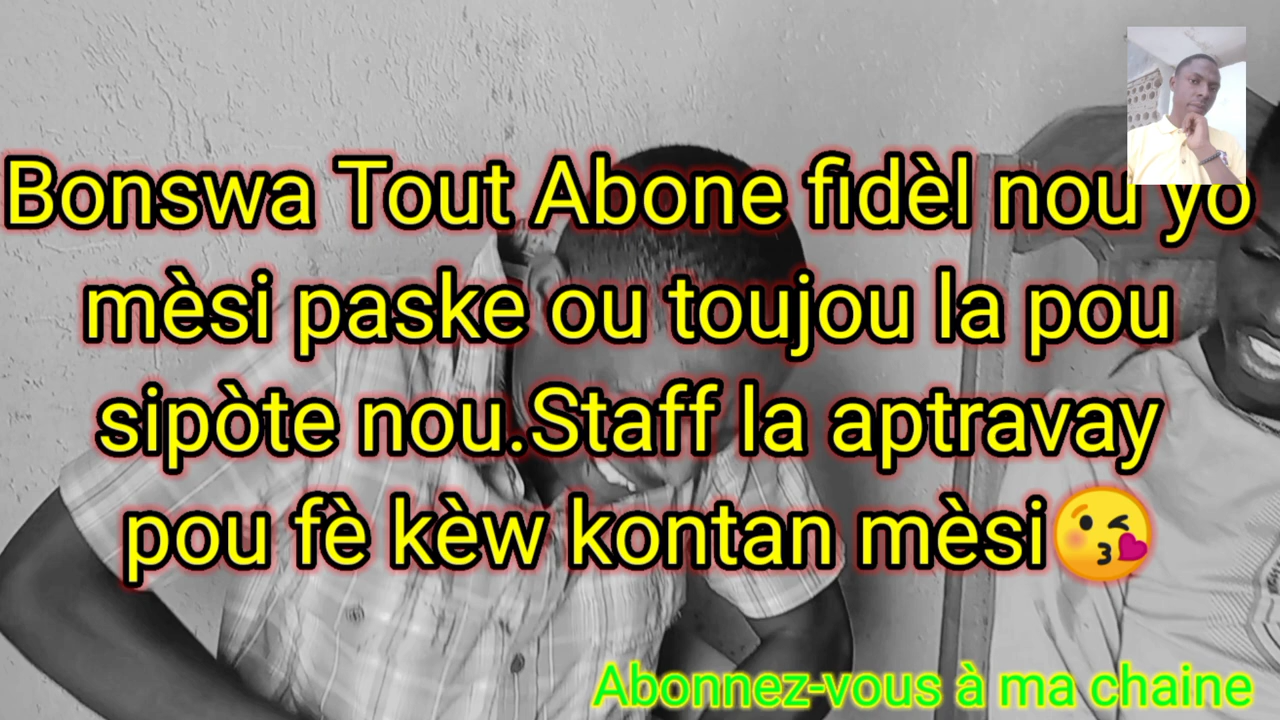 Bonswa Tout Abone fidèl nou yo
mèsi paske ou toujou la pou
sipòte nou.Staff la aptravay
pou fè kèw kontan mèsi😘
Abonnez-vous à ma chaine